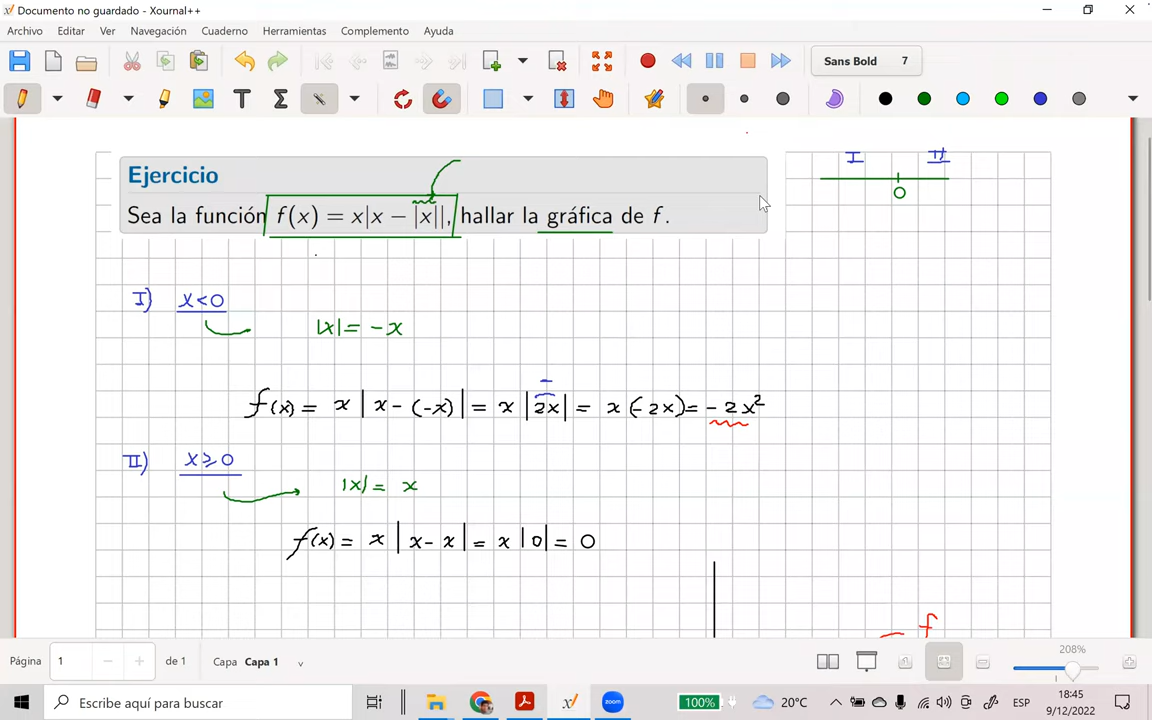 Documento no guardado - Xournal++
Archivo Editar Ver Navegación Cuaderno Herramientas Complemento Ayuda
Sans Bold 7
Ejercicio
Sea la función f(x) = x|x − |x||, hallar la gráfica de f.
I II
0
I) x<0
|x| = -x
f(x) = x | x - (-x) | = x | 2x | = x (-2x) = -2x²
-
II) x≥0
|x| = x
f(x) = x | x - x | = x | 0 | = 0
f
Página 1 de 1 Capa Capa 1
208%
Escribe aquí para buscar
zoom
100%
20°C
ESP
18:45
9/12/2022